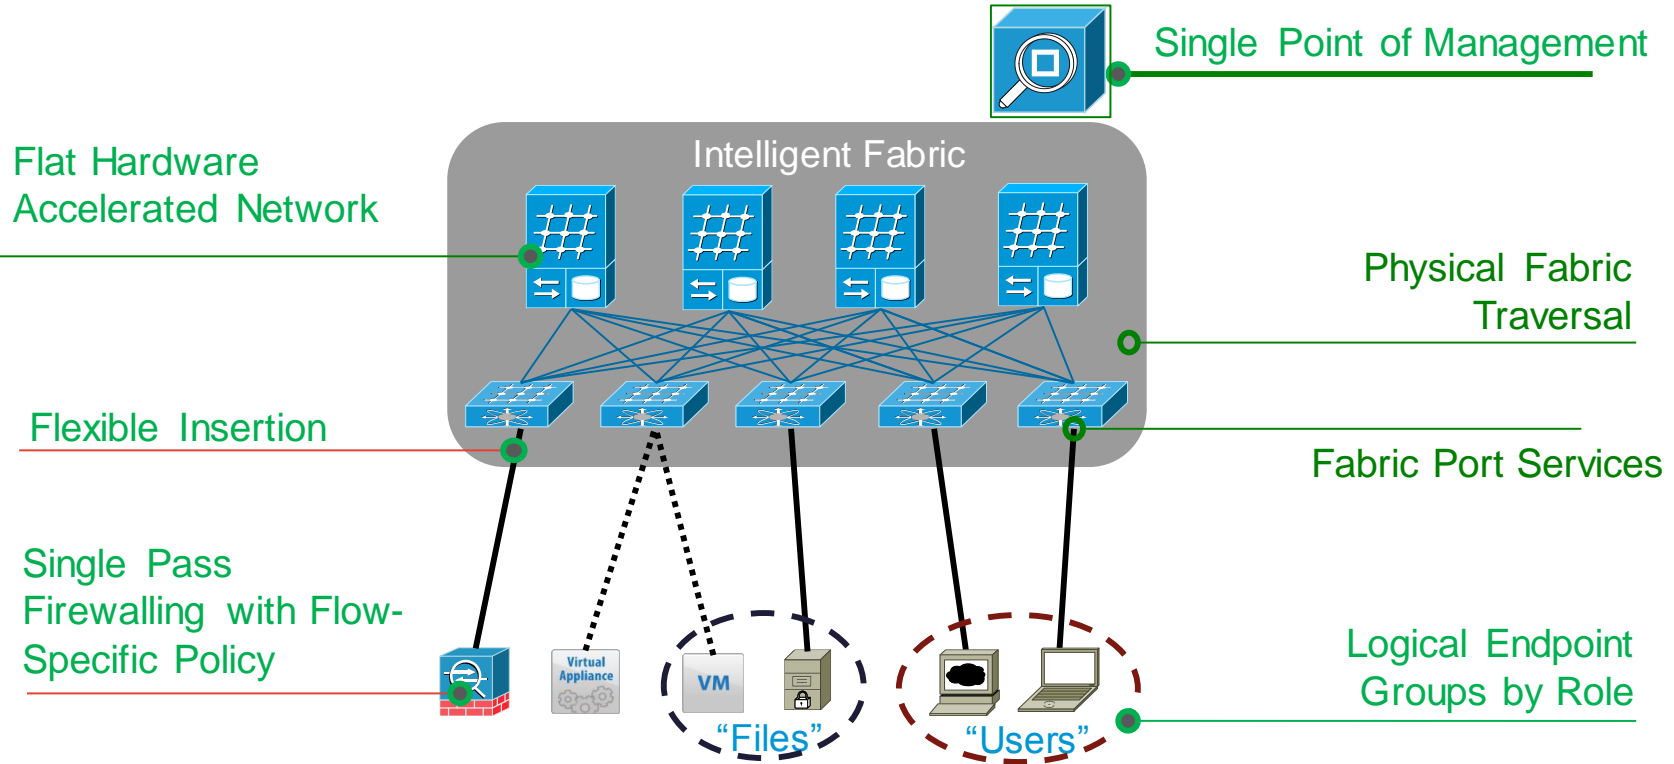 Single Point of Management
Intelligent Fabric
Flat Hardware
Accelerated Network
Physical Fabric
Traversal
Flexible Insertion
Fabric Port Services
Single Pass
Firewalling with Flow-
Specific Policy
Virtual
Appliance
VM
“Files”
“Users”
Logical Endpoint
Groups by Role